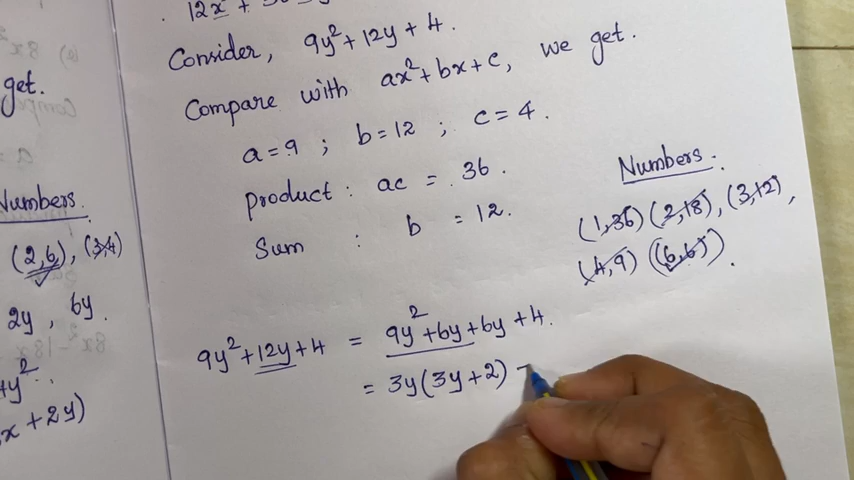 12x +
Consider, 9y² + 12y + 4.
Compare with ax² + bx + c, we get.
a = 9 ; b = 12 ; c = 4.
Product : ac = 36.
Sum : b = 12.
Numbers.
(1,36) (2,18), (3,12),
(4,9) (6,6).
9y² + 12y + 4 = 9y² + 6y + 6y + 4.
= 3y(3y + 2)
get.
Numbers.
(2,6), (3,4)
2y, 6y.
x + 2y)